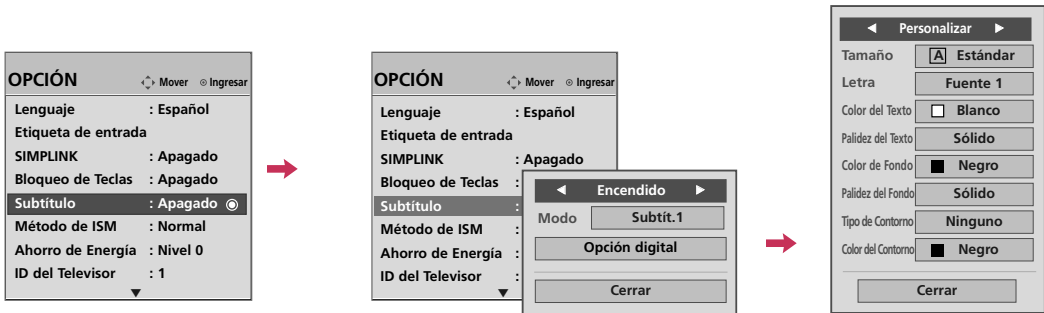 OPCIÓN Mover Ingresar
Lenguaje : Español
Etiqueta de entrada
SIMPLINK : Apagado
Bloqueo de Teclas : Apagado
Subtítulo : Apagado
Método de ISM : Normal
Ahorro de Energía : Nivel 0
ID del Televisor : 1
OPCIÓN Mover Ingresar
Lenguaje : Español
Etiqueta de entrada
SIMPLINK : Apagado
Bloqueo de Teclas :
Subtítulo :
Método de ISM :
Ahorro de Energía :
ID del Televisor :
Encendido
Modo Subtít.1
Opción digital
Cerrar
Personalizar
Tamaño A Estándar
Letra Fuente 1
Color del Texto Blanco
Palidez del Texto Sólido
Color de Fondo Negro
Palidez del Fondo Sólido
Tipo de Contorno Ninguno
Color del Contorno Negro
Cerrar